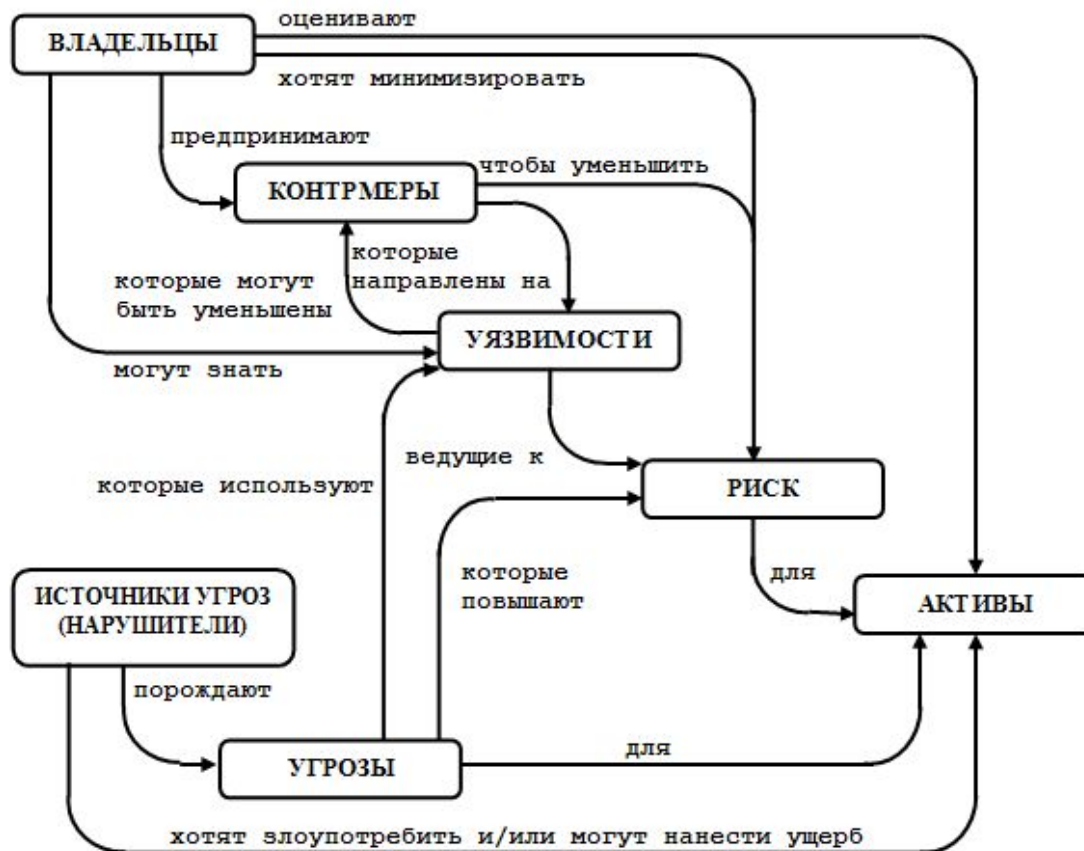 оценивают
ВЛАДЕЛЬЦЫ
хотят минимизировать
предпринимают
чтобы уменьшить
КОНТРМЕРЫ
которые
направлены на
которые могут
быть уменьшены
УЯЗВИМОСТИ
могут знать
ведущие к
которые используют
РИСК
которые
повышают
для
ИСТОЧНИКИ УГРОЗ
(НАРУШИТЕЛИ)
АКТИВЫ
порождают
для
УГРОЗЫ
хотят злоупотребить и/или могут нанести ущерб